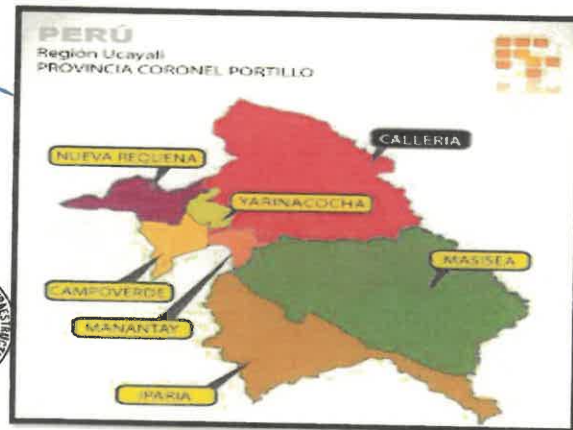 PERÚ
Región Ucayali
PROVINCIA CORONEL PORTILLO
CALLERIA
NUEVA REQUENA
YARINACOCHA
MASISEA
CAMPOVERDE
MANANTAY
IPARIA